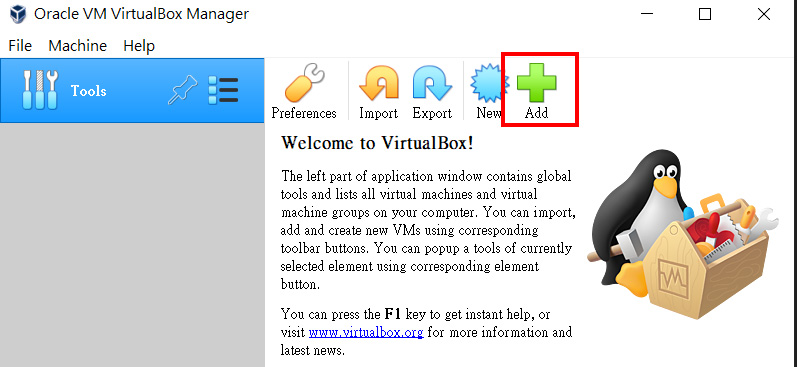 Oracle VM VirtualBox Manager
File Machine Help
Tools
Preferences Import Export New Add
Welcome to VirtualBox!
The left part of application window contains global
tools and lists all virtual machines and virtual
machine groups on your computer. You can import,
add and create new VMs using corresponding
toolbar buttons. You can popup a tools of currently
selected element using corresponding element
button.
You can press the F1 key to get instant help, or
visit www.virtualbox.org for more information and
latest news.